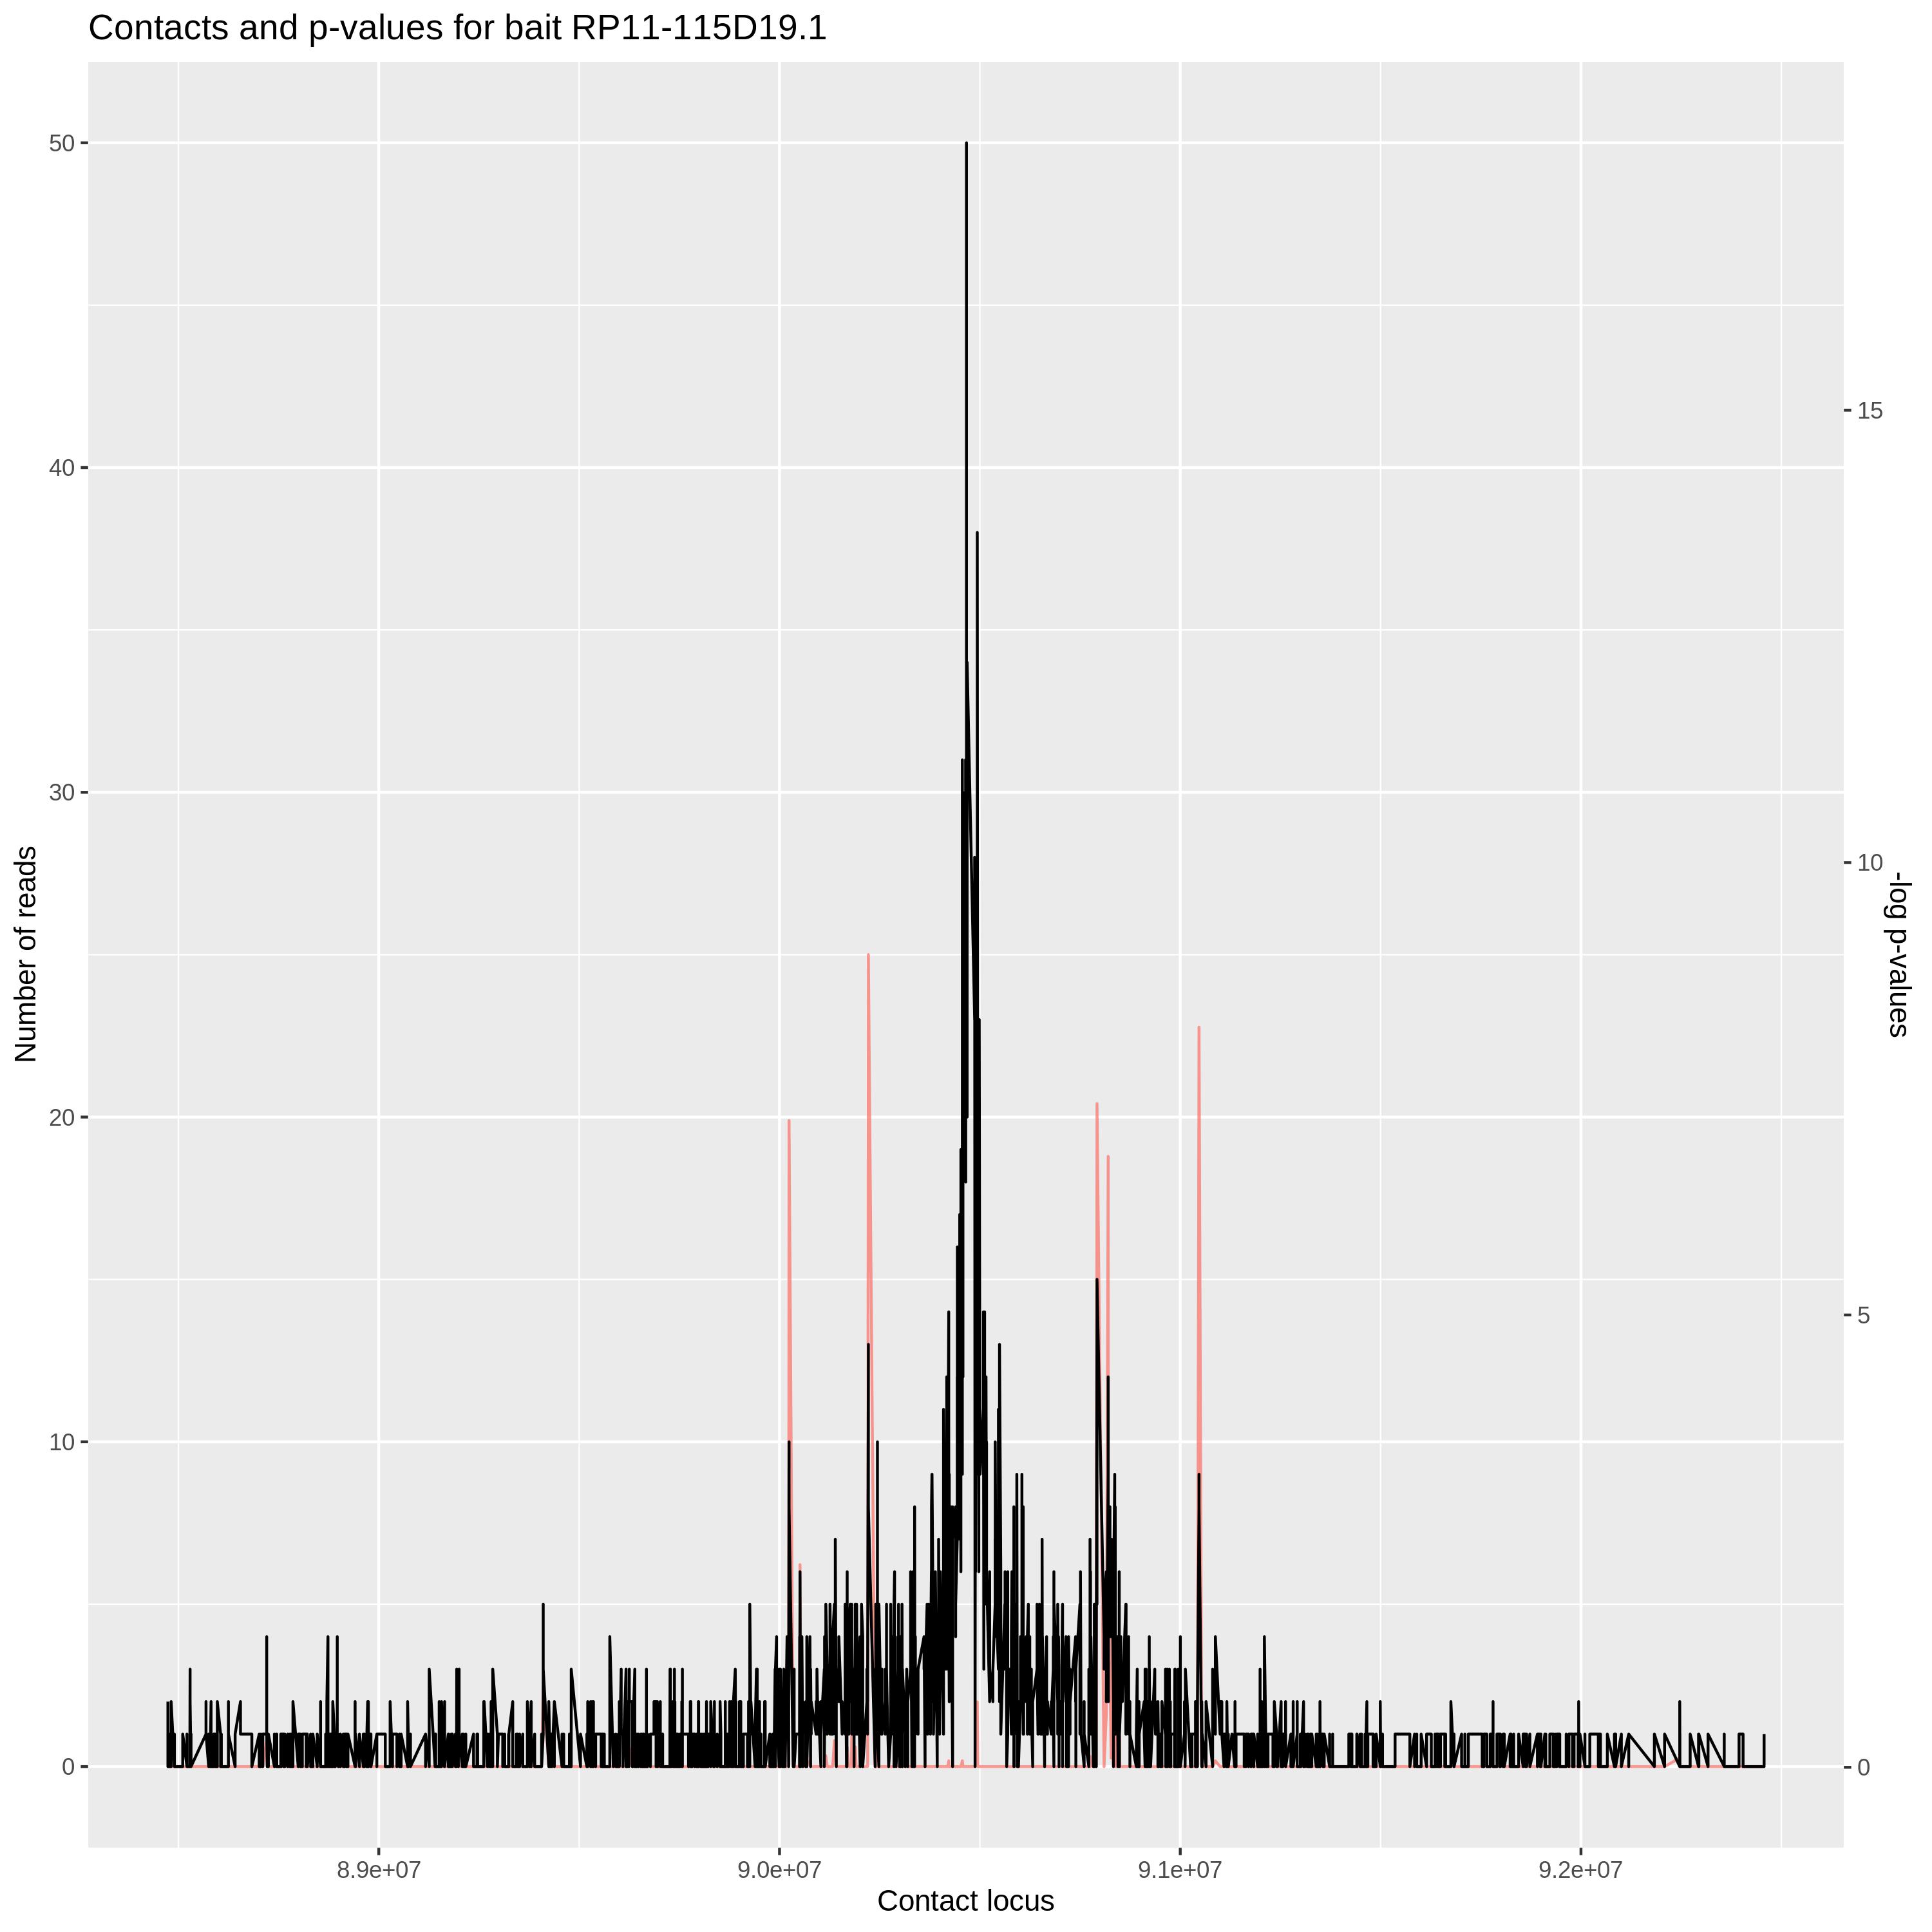 Contacts and p-values for bait RP11-115D19.1
50
40
30
20
10
0
Number of reads
15
10
5
0
-log p-values
8.9e+07
9.0e+07
9.1e+07
9.2e+07
Contact locus